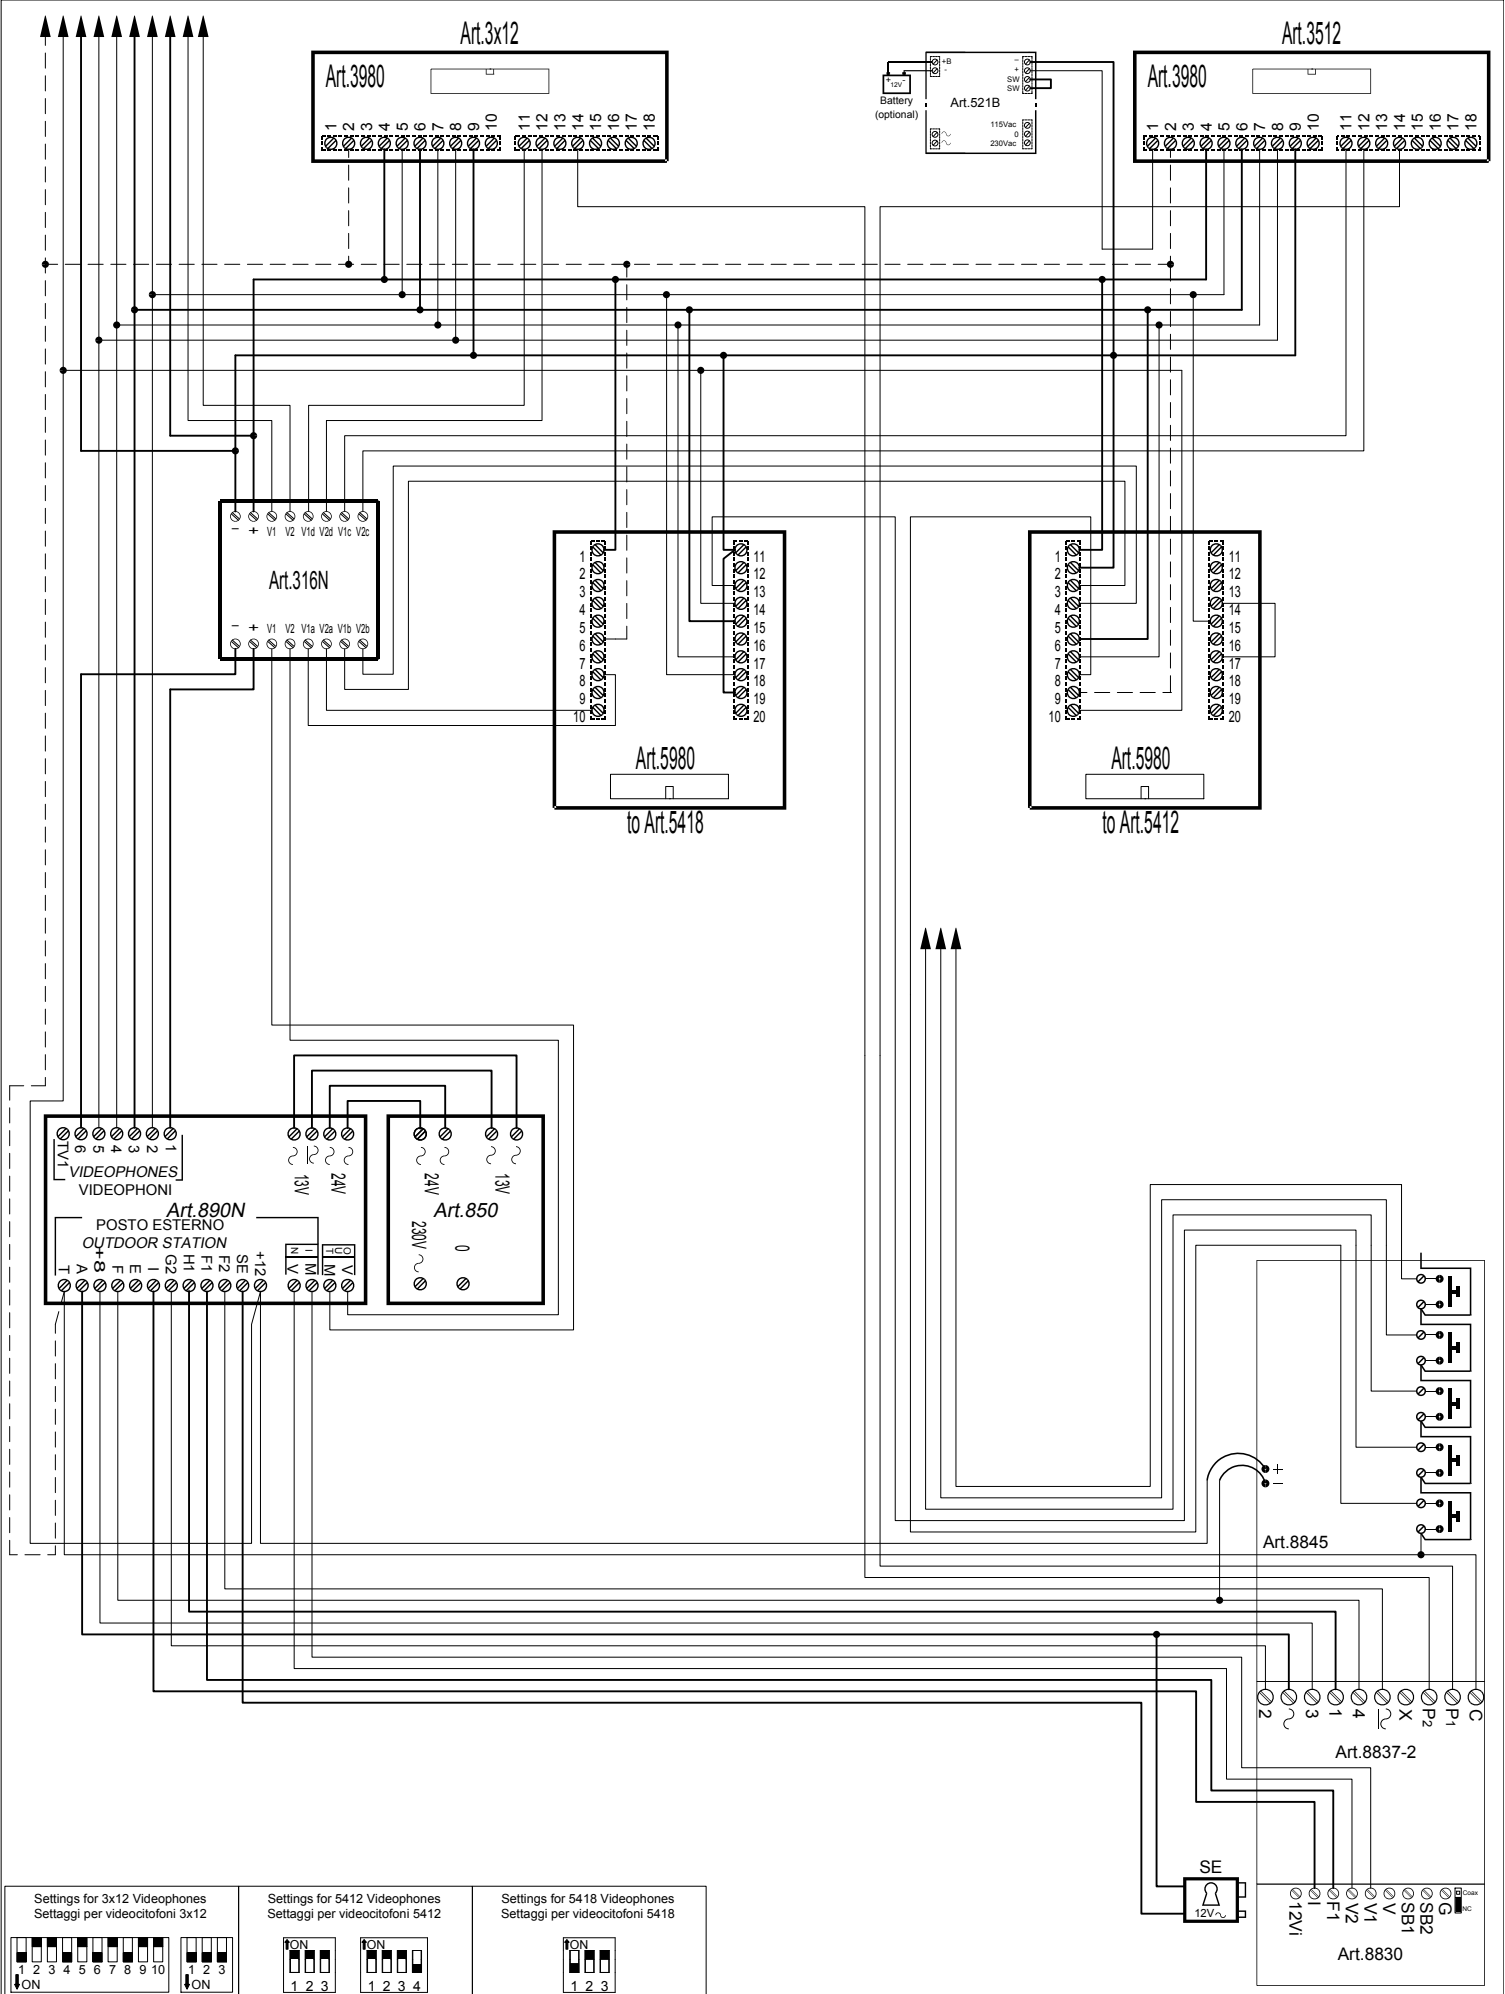 Art.3x12
Art.3980
1 2 3 4 5 6 7 8 9 10 11 12 13 14 15 16 17 18
+B
-
+ 12V -
Battery
(optional)
Art.521B
−
+
SW
SW
115Vac
0
230Vac
Art.3512
Art.3980
1 2 3 4 5 6 7 8 9 10 11 12 13 14 15 16 17 18
− + V1 V2 V1d V2d V1c V2c
Art.316N
− + V1 V2 V1a V2a V1b V2b
1 11
2 12
3 13
4 14
5 15
6 16
7 17
8 18
9 19
10 20
Art.5980
to Art.5418
1 11
2 12
3 13
4 14
5 15
6 16
7 17
8 18
9 19
10 20
Art.5980
to Art.5412
TV1 6 5 4 3 2 1
VIDEOPHONES
VIDEOPHONI
13V 24V
Art.890N
POSTO ESTERNO
OUTDOOR STATION
T A +8 F E I G2 H1 F1 F2 SE +12
IN
OUT
V M M V
24V 13V
Art.850
230V 0
+
−
Art.8845
2 3 1 4 X P2 P1 C
Art.8837-2
SE
12V
12Vi I F1 V2 V1 V SB1 SB2 G
Coax
NC
Art.8830
Settings for 3x12 Videophones
Settaggi per videocitofoni 3x12
1 2 3 4 5 6 7 8 9 10
ON
1 2 3
ON
Settings for 5412 Videophones
Settaggi per videocitofoni 5412
ON
1 2 3
ON
1 2 3 4
Settings for 5418 Videophones
Settaggi per videocitofoni 5418
ON
1 2 3